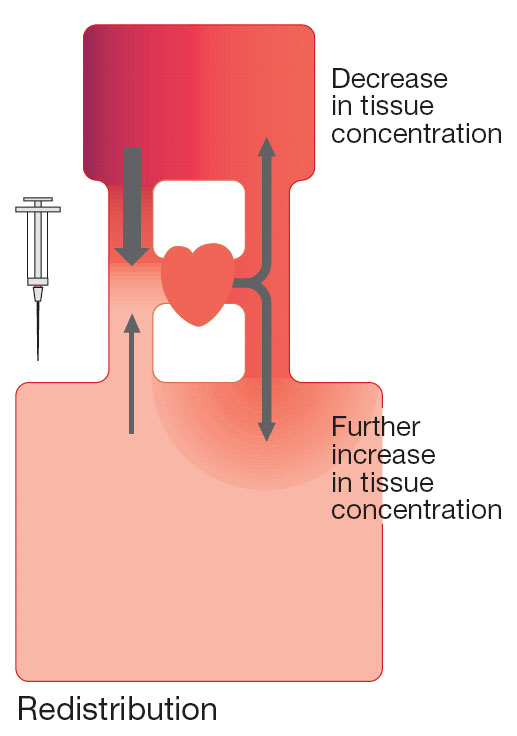 Decrease
in tissue
concentration
Further
increase
in tissue
concentration
Redistribution